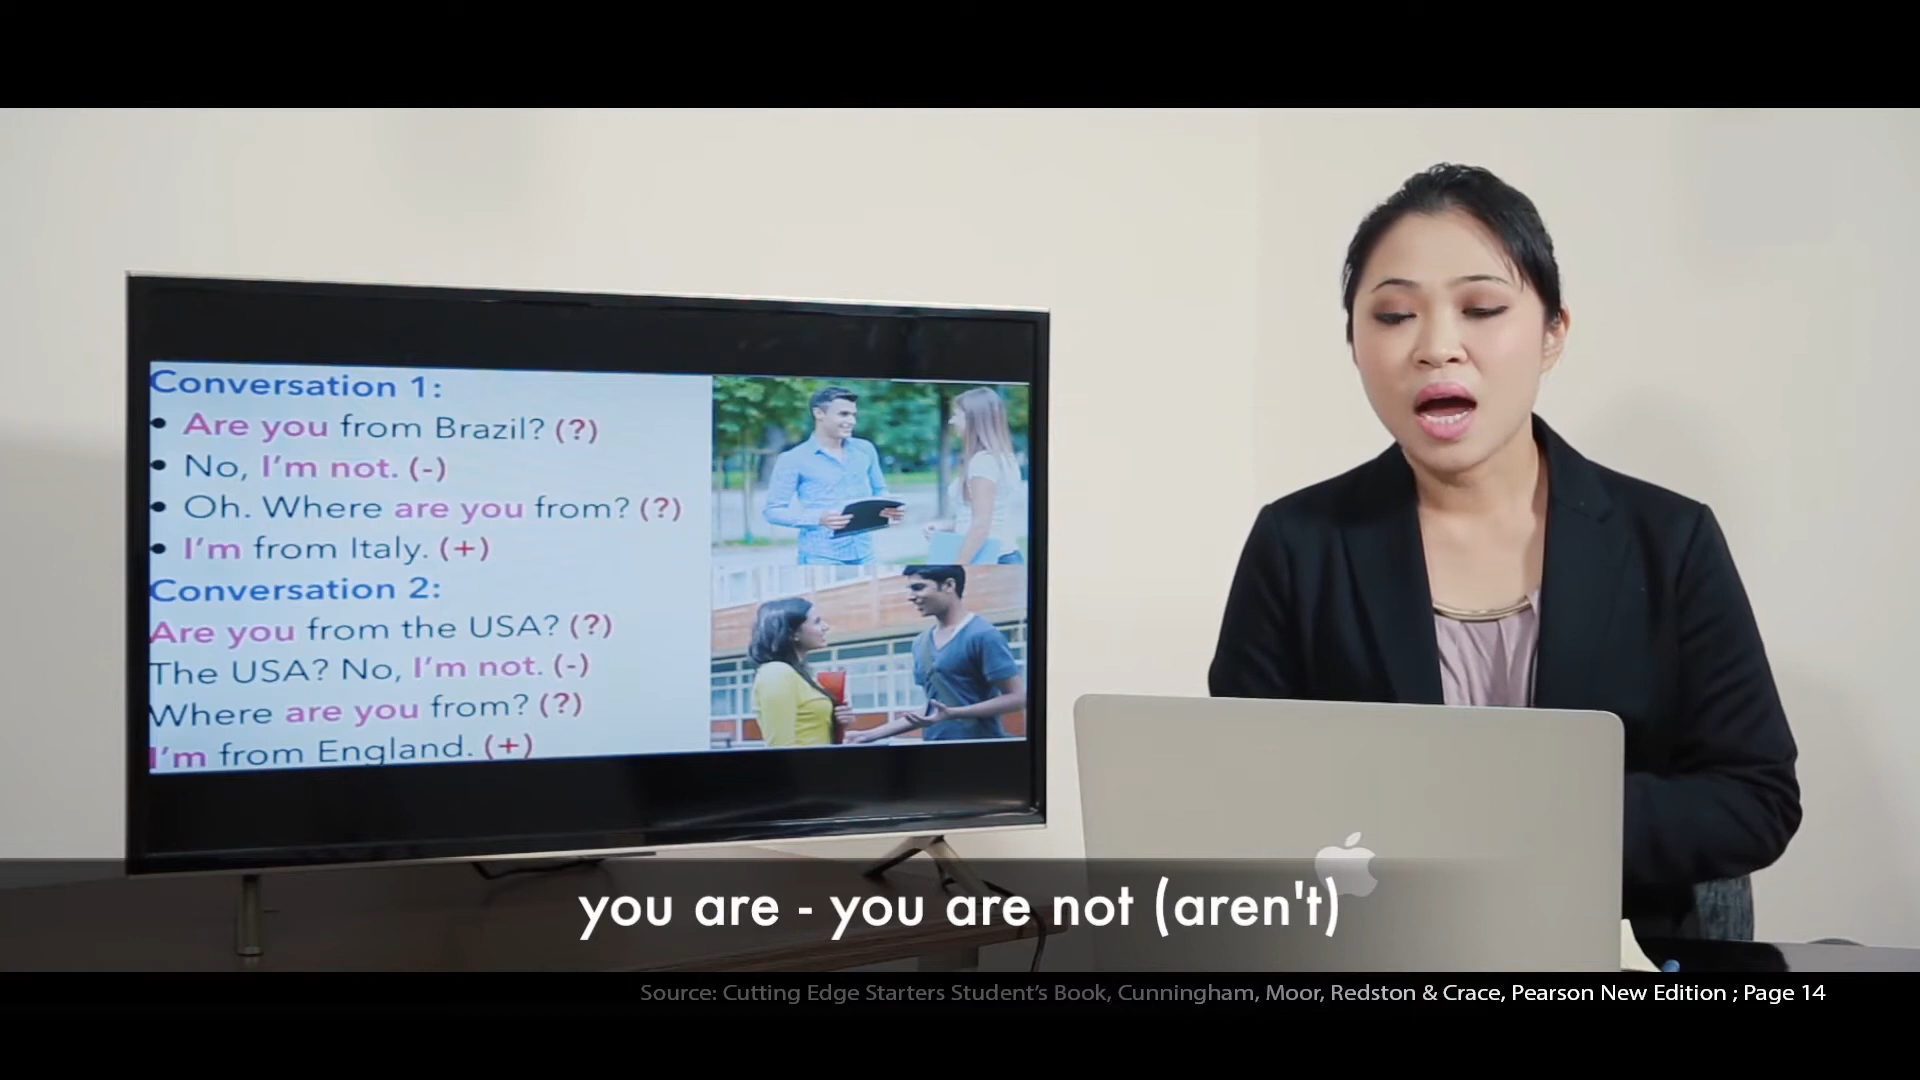 Conversation 1:
• Are you from Brazil? (?)
• No, I'm not. (-)
• Oh. Where are you from? (?)
• I'm from Italy. (+)
Conversation 2:
Are you from the USA? (?)
The USA? No, I'm not. (-)
Where are you from? (?)
I'm from England. (+)
you are - you are not (aren't)
Source: Cutting Edge Starters Student's Book, Cunningham, Moor, Redston & Crace, Pearson New Edition ; Page 14